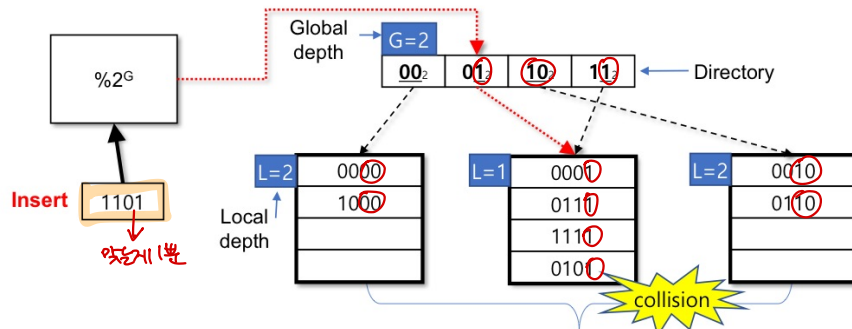 Global depth
G=2
%2ᴳ
00₂ 01₂ 10₂ 11₂
Directory
Insert
1101
L=2
Local depth
0000
1000
L=1
0001
0111
1111
0101
L=2
0010
0110
collision